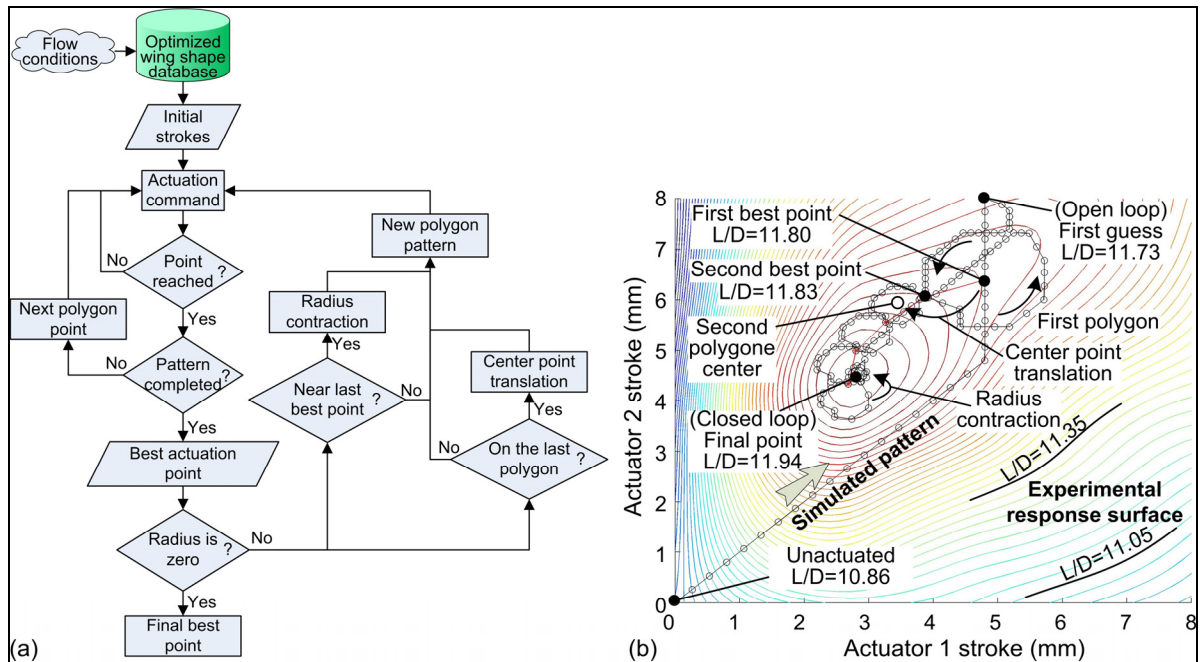 Flow
conditions
Optimized
wing shape
database
Initial
strokes
Actuation
command
No
Point
reached
?
Yes
Next polygon
point
No
Pattern
completed
?
Yes
Best actuation
point
Radius is
zero
?
No
Yes
Final best
point
New polygon
pattern
Radius
contraction
Yes
Near last
best point
?
No
Center point
translation
Yes
No
On the last
polygon
?
(a)
8
7
6
5
4
3
2
1
0
Actuator 2 stroke (mm)
First best point
L/D=11.80
(Open loop)
First guess
L/D=11.73
Second best point
L/D=11.83
Second
polygone
center
First polygon
Center point
translation
Radius
contraction
(Closed loop)
Final point
L/D=11.94
Simulated pattern
L/D=11.35
Experimental
response surface
L/D=11.05
Unactuated
L/D=10.86
0 1 2 3 4 5 6 7 8
Actuator 1 stroke (mm)
(b)